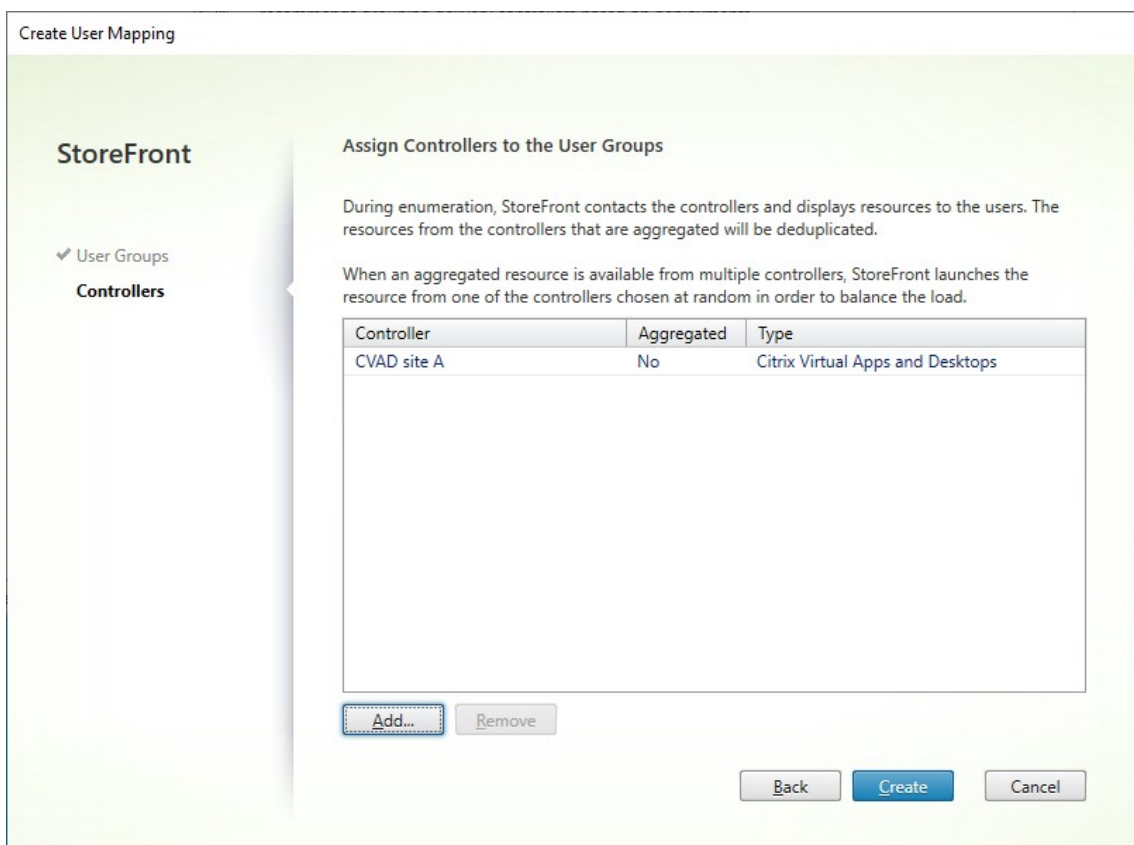 Create User Mapping
StoreFront
User Groups
Controllers
Assign Controllers to the User Groups
During enumeration, StoreFront contacts the controllers and displays resources to the users. The
resources from the controllers that are aggregated will be deduplicated.
When an aggregated resource is available from multiple controllers, StoreFront launches the
resource from one of the controllers chosen at random in order to balance the load.
Controller Aggregated Type
CVAD site A No Citrix Virtual Apps and Desktops
Add... Remove
Back Create Cancel